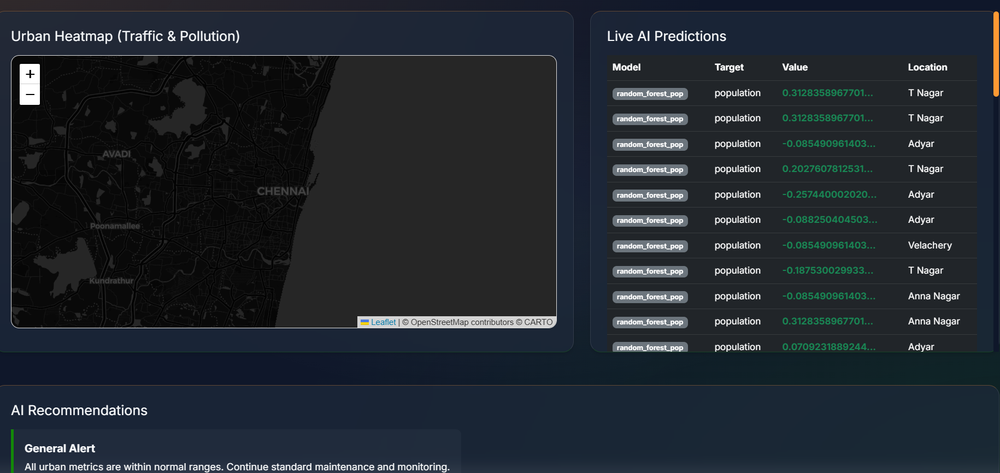 Urban Heatmap (Traffic & Pollution)
+
−
AVADI
CHENNAI
Poonamallee
Kundrathur
Leaflet | © OpenStreetMap contributors © CARTO
Live AI Predictions
Model Target Value Location
random_forest_pop population 0.3128358967701... T Nagar
random_forest_pop population 0.3128358967701... T Nagar
random_forest_pop population -0.085490961403... Adyar
random_forest_pop population 0.2027607812531... T Nagar
random_forest_pop population -0.257440002020... Adyar
random_forest_pop population -0.088250404503... Adyar
random_forest_pop population -0.085490961403... Velachery
random_forest_pop population -0.187530029933... T Nagar
random_forest_pop population -0.085490961403... Anna Nagar
random_forest_pop population 0.3128358967701... Anna Nagar
random_forest_pop population 0.0709231889244... Adyar
AI Recommendations
General Alert
All urban metrics are within normal ranges. Continue standard maintenance and monitoring.